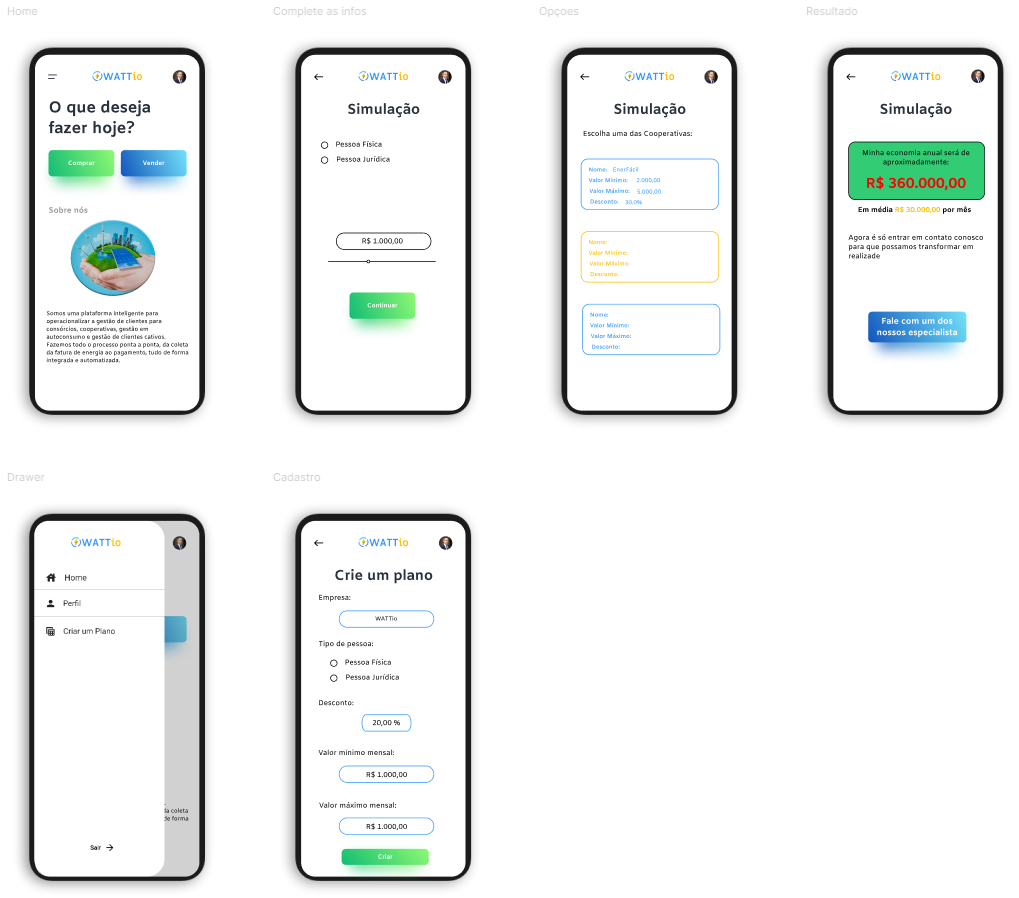 Home
WATTio
O que deseja
fazer hoje?
Comprar
Vender
Sobre nós
Somos uma plataforma inteligente para
operacionalizar a gestão de clientes para
consórcios, cooperativas, gestão em
autoconsumo e gestão de clientes cativos.
Fazemos todo o processo ponta a ponta, da coleta
da fatura de energia ao pagamento, tudo de forma
integrada e automatizada.
Complete as infos
WATTio
Simulação
Pessoa Física
Pessoa Jurídica
R$ 1.000,00
Continuar
Opçoes
WATTio
Simulação
Escolha uma das Cooperativas:
Nome: EnerFácil
Valor Mínimo: 2.000,00
Valor Máximo: 5.000,00
Desconto: 30,0%
Nome:
Valor Mínimo:
Valor Máximo:
Desconto:
Nome:
Valor Mínimo:
Valor Máximo:
Desconto:
Resultado
WATTio
Simulação
Minha economia anual será de
aproximadamente:
R$ 360.000,00
Em média R$ 30.000,00 por mês
Agora é só entrar em contato conosco
para que possamos transformar em
realizade
Fale com um dos
nossos especialista
Drawer
WATTio
Home
Perfil
Criar um Plano
da coleta
de forma
Sair
Cadastro
WATTio
Crie um plano
Empresa:
WATTio
Tipo de pessoa:
Pessoa Física
Pessoa Jurídica
Desconto:
20,00 %
Valor mínimo mensal:
R$ 1.000,00
Valor máximo mensal:
R$ 1.000,00
Criar